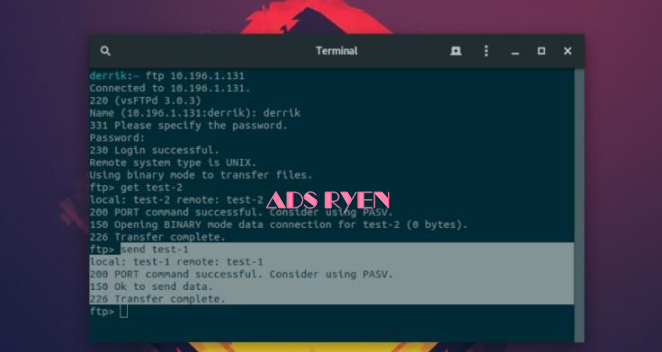 Terminal
derrik:~ ftp 10.196.1.131
Connected to 10.196.1.131.
220 (vsFTPd 3.0.3)
Name (10.196.1.131:derrik): derrik
331 Please specify the password.
Password:
230 Login successful.
Remote system type is UNIX.
Using binary mode to transfer files.
ftp> get test-2
local: test-2 remote: test-2
ADS RYEN
200 PORT command successful. Consider using PASV.
150 Opening BINARY mode data connection for test-2 (0 bytes).
226 Transfer complete.
ftp> send test-1
local: test-1 remote: test-1
200 PORT command successful. Consider using PASV.
150 Ok to send data.
226 Transfer complete.
ftp>